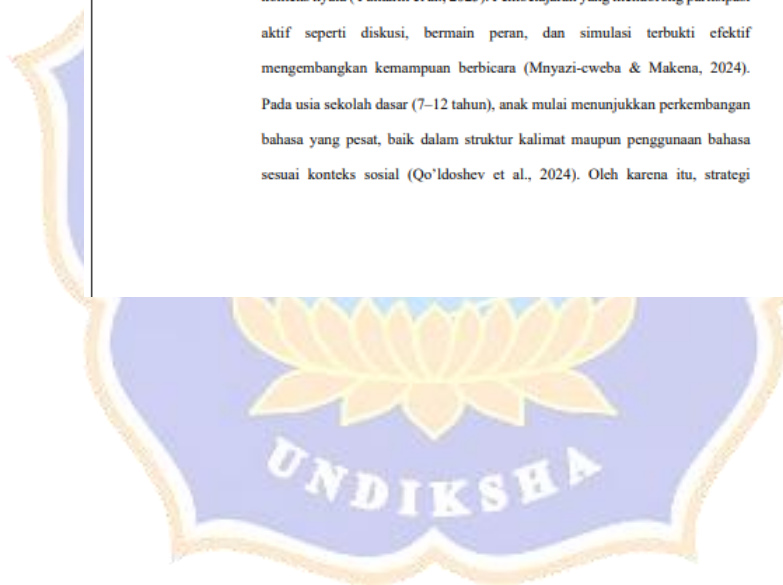 aktif seperti diskusi, bermain peran, dan simulasi terbukti efektif
mengembangkan kemampuan berbicara (Mnyazi-cweba & Makena, 2024).
Pada usia sekolah dasar (7–12 tahun), anak mulai menunjukkan perkembangan
bahasa yang pesat, baik dalam struktur kalimat maupun penggunaan bahasa
sesuai konteks sosial (Qo'ldoshev et al., 2024). Oleh karena itu, strategi
UNDIKSHA